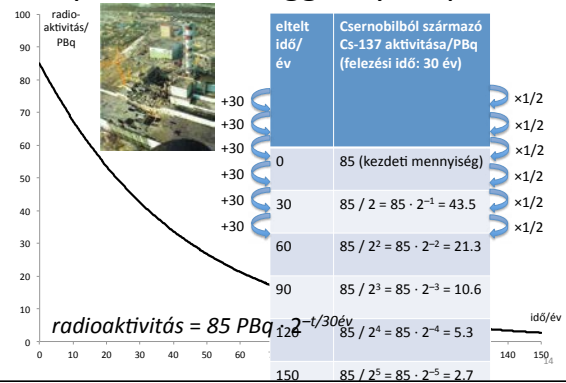 radio-
aktivitás/
PBq
100
90
80
70
60
50
40
30
20
10
0
0 10 20 30 40 50 60
140 150
idő/év
eltelt idő/ év
Csernobilból származó Cs-137 aktivitása/PBq (felezési idő: 30 év)
0 85 (kezdeti mennyiség)
30 85 / 2 = 85 · 2⁻¹ = 43.5
60 85 / 2² = 85 · 2⁻² = 21.3
90 85 / 2³ = 85 · 2⁻³ = 10.6
120 85 / 2⁴ = 85 · 2⁻⁴ = 5.3
150 85 / 2⁵ = 85 · 2⁻⁵ = 2.7
+30 ×1/2
+30 ×1/2
+30 ×1/2
+30 ×1/2
+30 ×1/2
+30 ×1/2
radioaktivitás = 85 PBq · 2^–t/30év
14